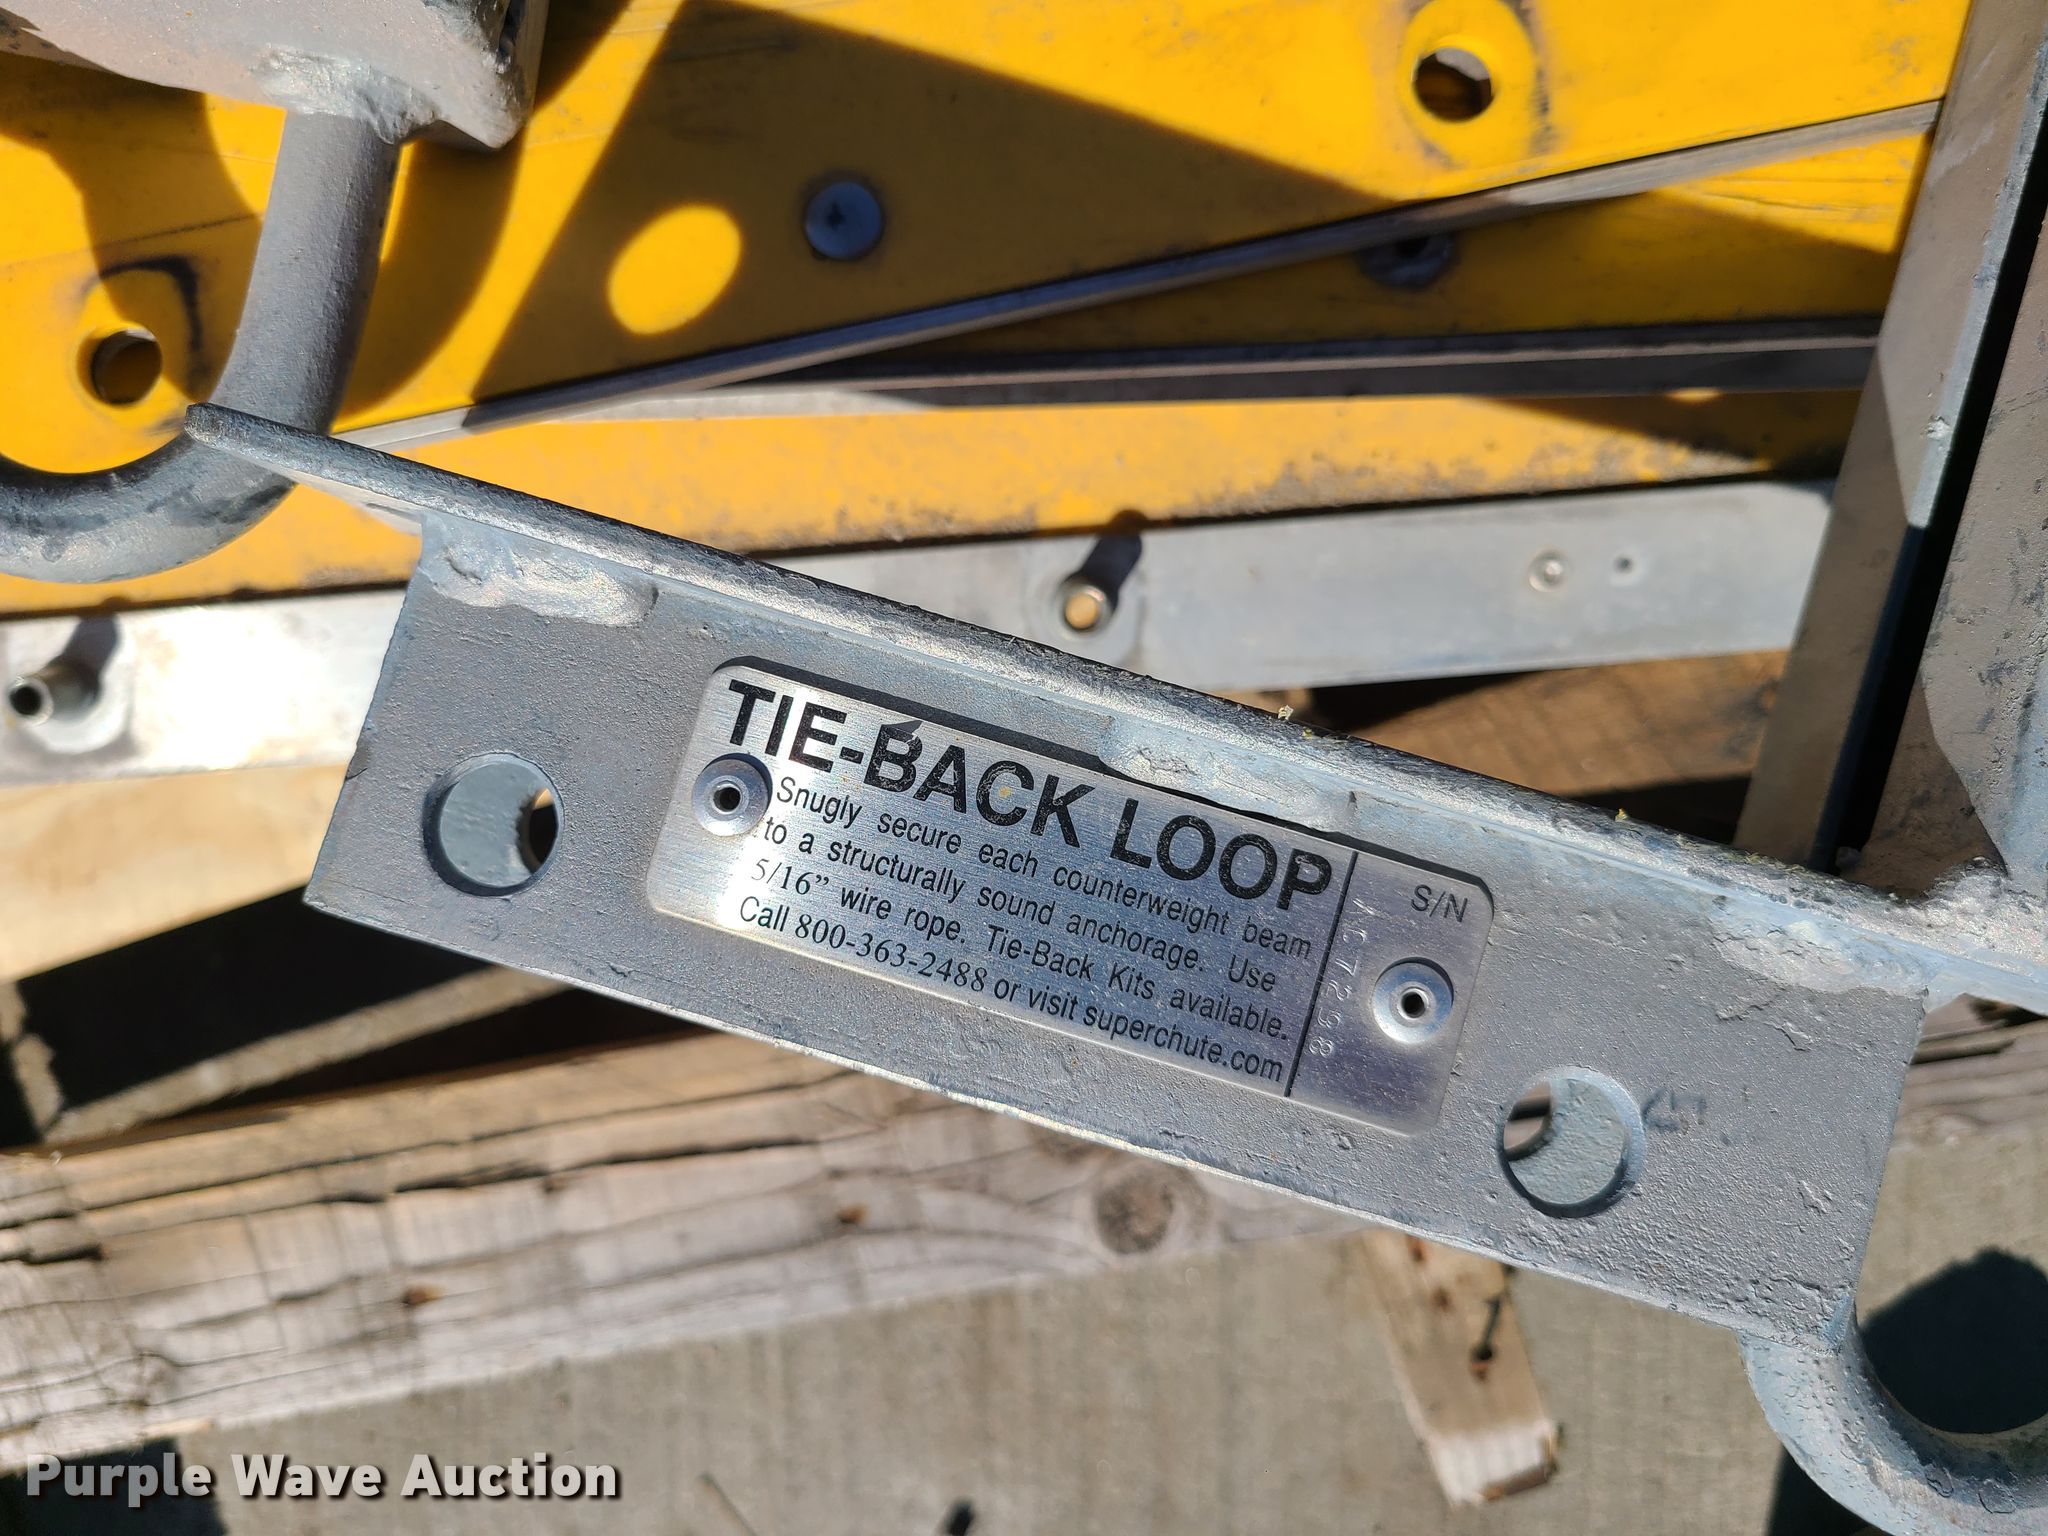 TIE-BACK LOOP
Snugly secure each counterweight beam
to a structurally sound anchorage. Use
5/16” wire rope. Tie-Back Kits available.
Call 800-363-2488 or visit superchute.com
S/N
Purple Wave Auction